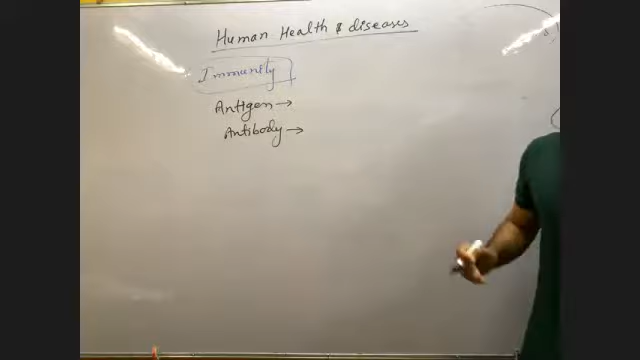 Human Health & diseases
Immunity
Antigen →
Antibody →